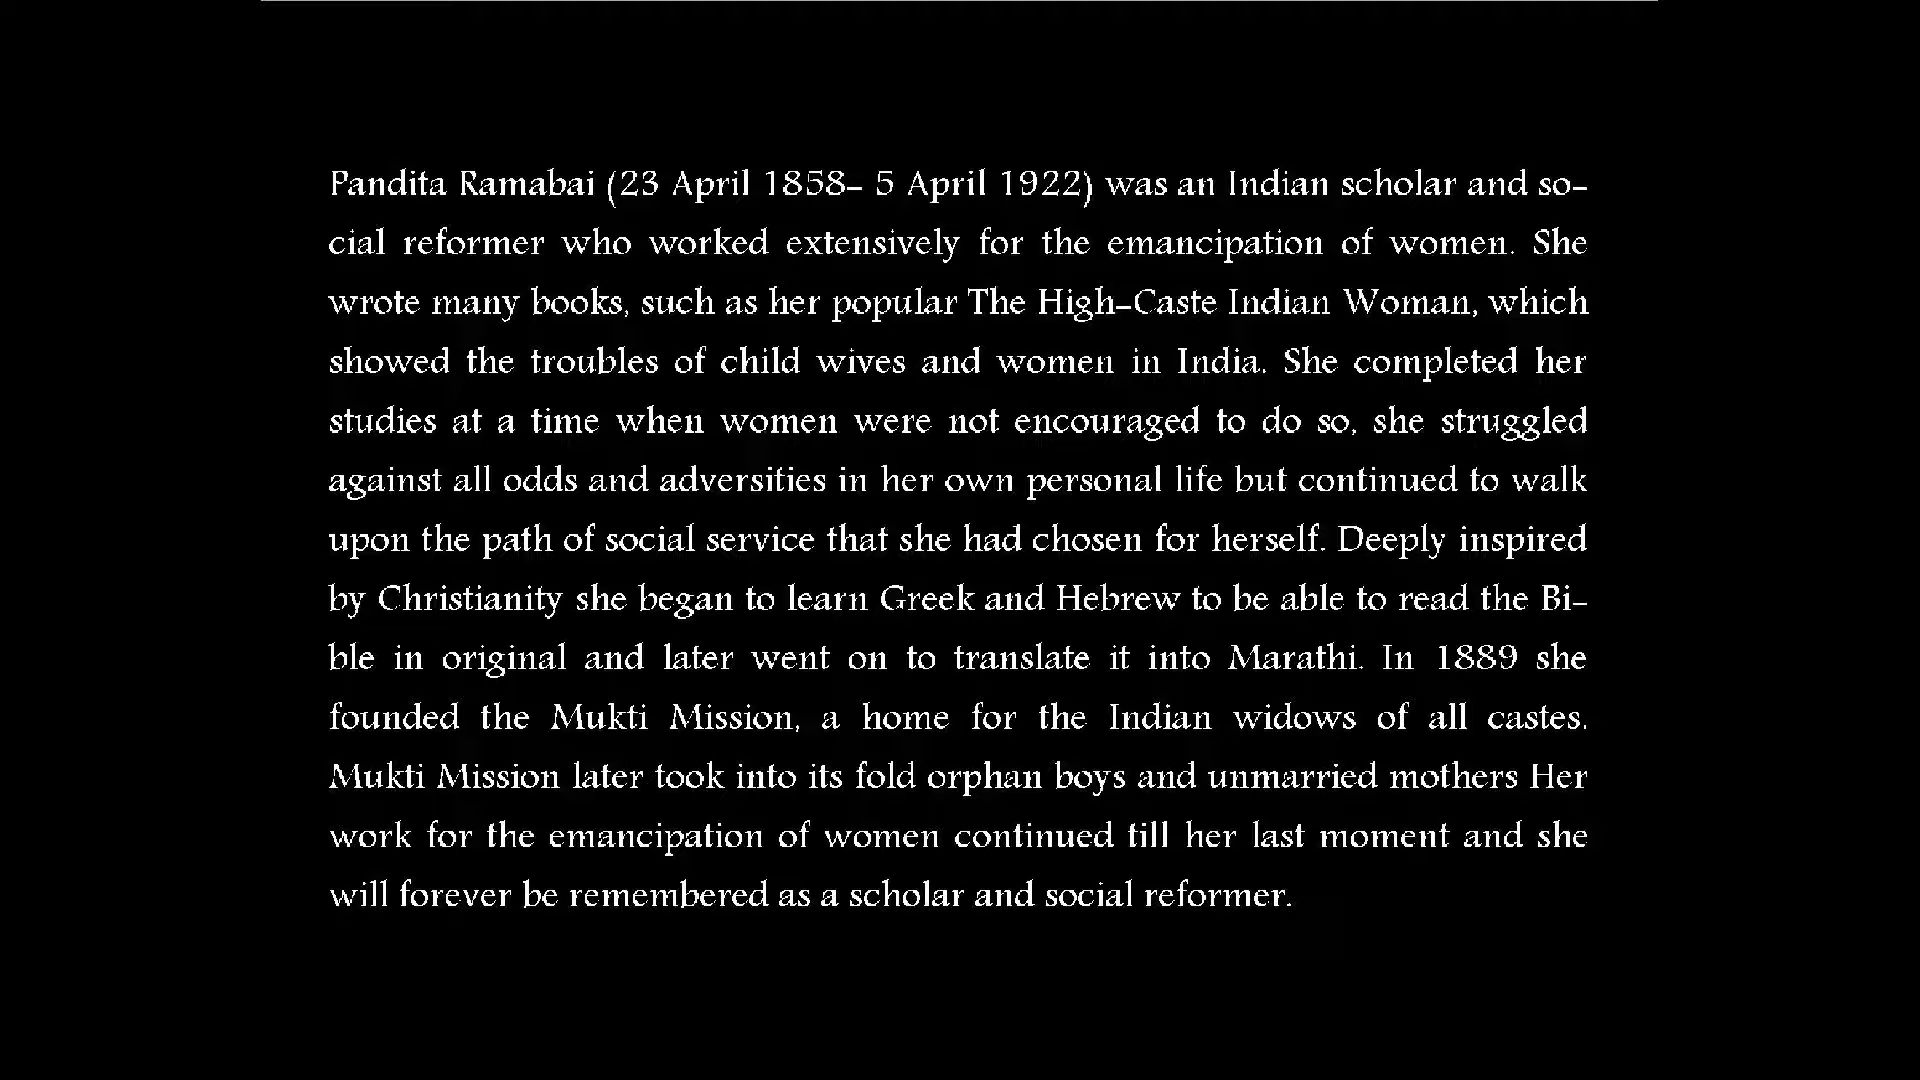 Pandita Ramabai (23 April 1858– 5 April 1922) was an Indian scholar and so-
cial reformer who worked extensively for the emancipation of women. She
wrote many books, such as her popular The High-Caste Indian Woman, which
showed the troubles of child wives and women in India. She completed her
studies at a time when women were not encouraged to do so, she struggled
against all odds and adversities in her own personal life but continued to walk
upon the path of social service that she had chosen for herself. Deeply inspired
by Christianity she began to learn Greek and Hebrew to be able to read the Bi-
ble in original and later went on to translate it into Marathi. In 1889 she
founded the Mukti Mission, a home for the Indian widows of all castes.
Mukti Mission later took into its fold orphan boys and unmarried mothers Her
work for the emancipation of women continued till her last moment and she
will forever be remembered as a scholar and social reformer.